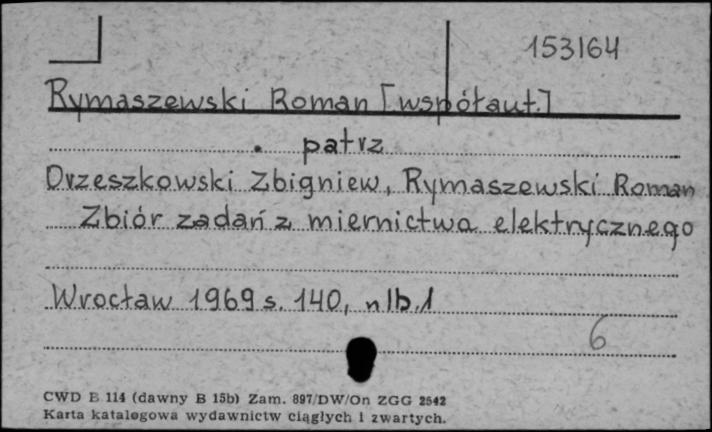 153164
Rymaszewski Roman [współaut.]
patrz
Orzeszkowski Zbigniew, Rymaszewski Roman
Zbiór zadań z miernictwa elektrycznego
Wrocław 1969 s. 140, nlb. 1
6
CWD B 114 (dawny B 15b) Zam. 897/DW/On ZGG 2542
Karta katalogowa wydawnictw ciągłych i zwartych.